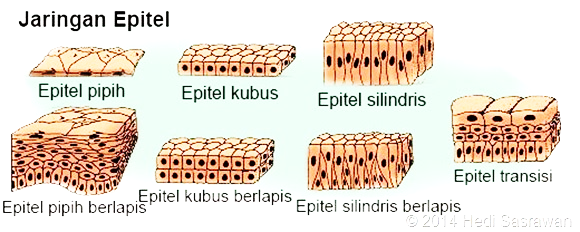 Jaringan Epitel
Epitel pipih
Epitel kubus
Epitel silindris
Epitel pipih berlapis
Epitel kubus berlapis
Epitel silindris berlapis
Epitel transisi
© 2014 Hedi Sasrawan